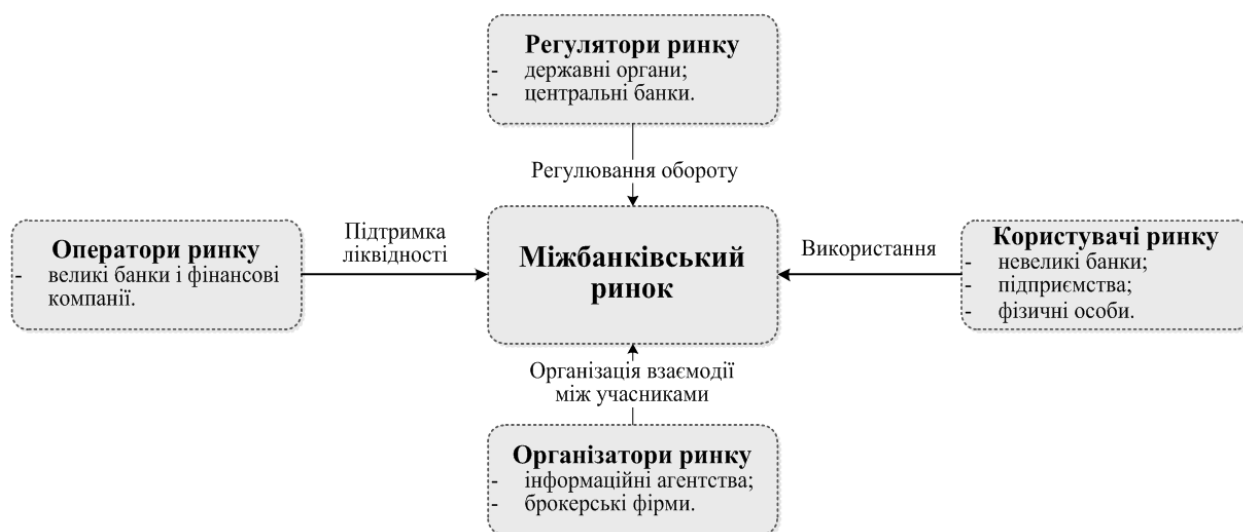 Регулятори ринку
- державні органи;
- центральні банки.
Регулювання обороту
Оператори ринку
- великі банки і фінансові
компанії.
Підтримка
ліквідності
Міжбанківський
ринок
Використання
Користувачі ринку
- невеликі банки;
- підприємства;
- фізичні особи.
Організація взаємодії
між учасниками
Організатори ринку
- інформаційні агентства;
- брокерські фірми.